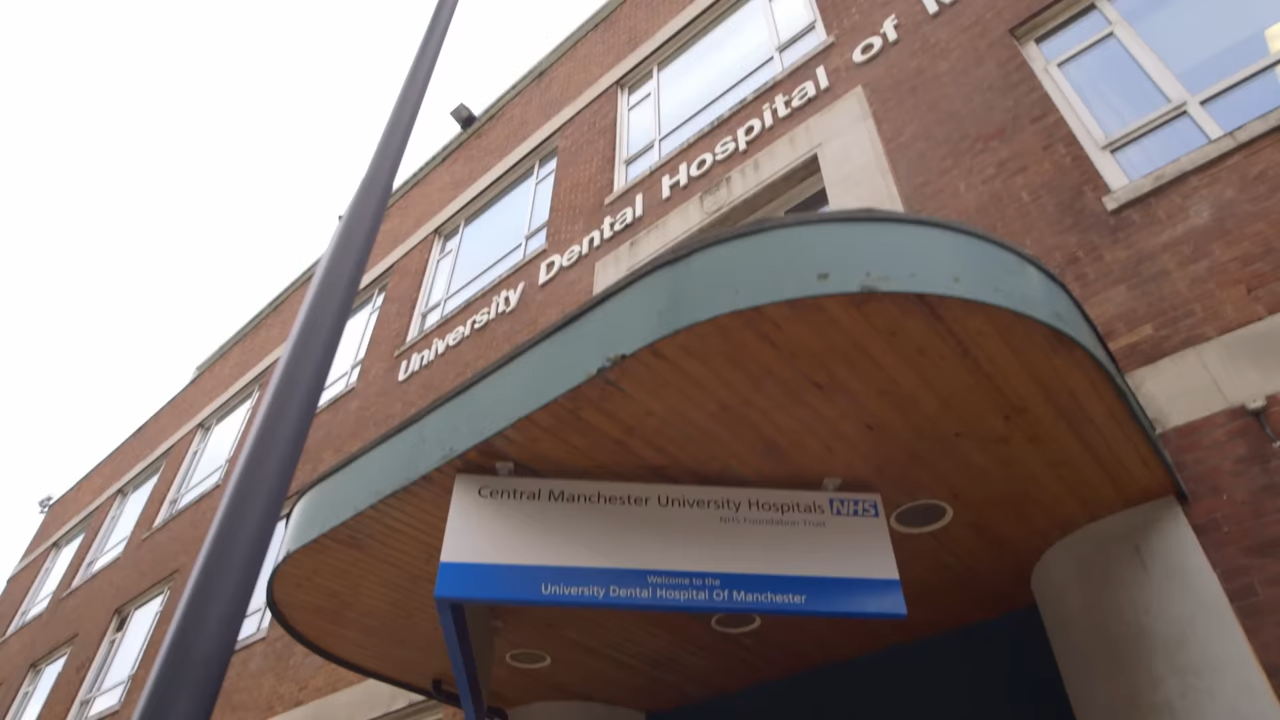 University Dental Hospital of
Central Manchester University Hospitals NHS
NHS Foundation Trust
Welcome to the
University Dental Hospital Of Manchester